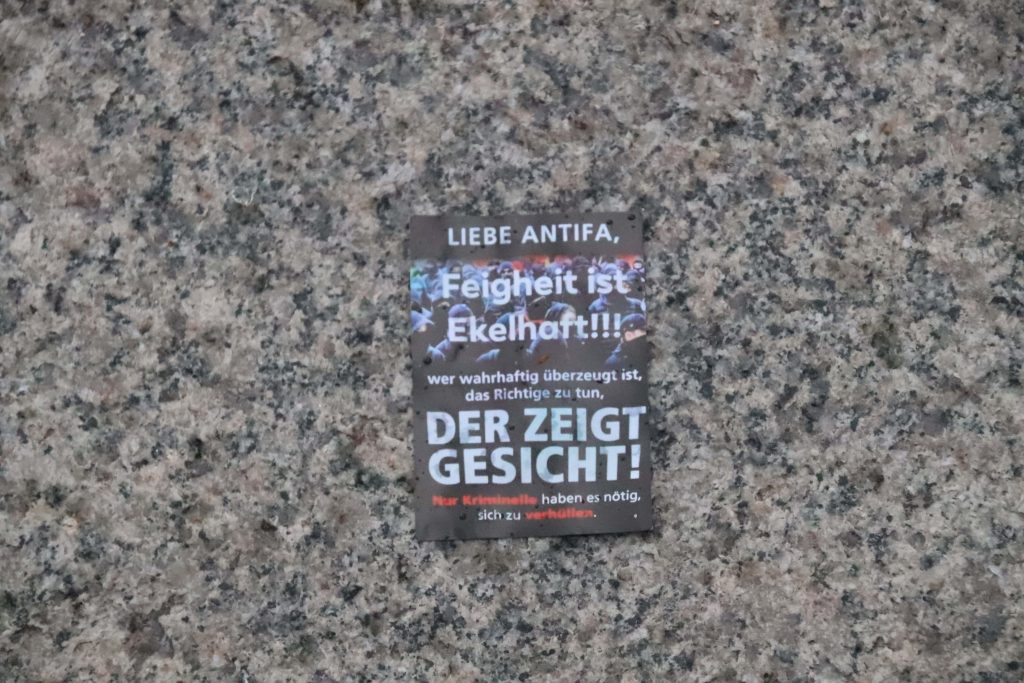 LIEBE ANTIFA,
Feigheit ist
Ekelhaft!!!
wer wahrhaftig überzeugt ist,
das Richtige zu tun,
DER ZEIGT
GESICHT!
Nur Kriminelle haben es nötig,
sich zu verhüllen.